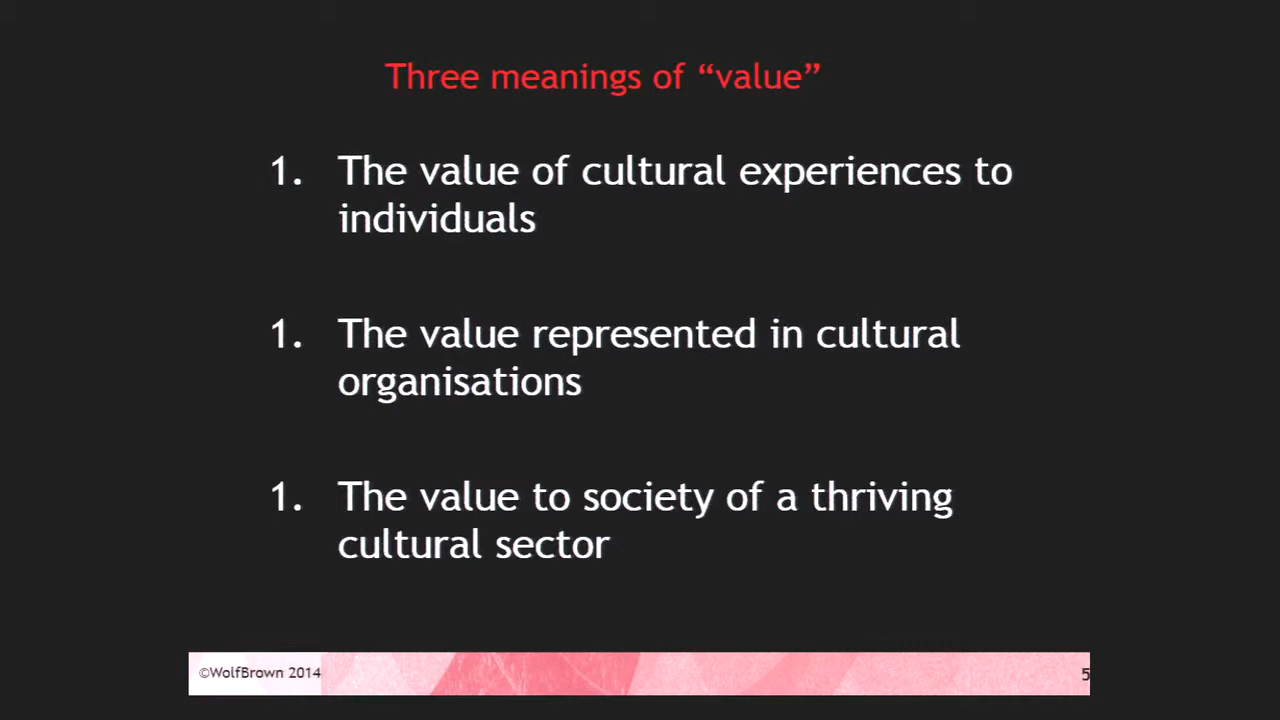 Three meanings of “value”
1. The value of cultural experiences to
individuals
1. The value represented in cultural
organisations
1. The value to society of a thriving
cultural sector
©WolfBrown 2014
5